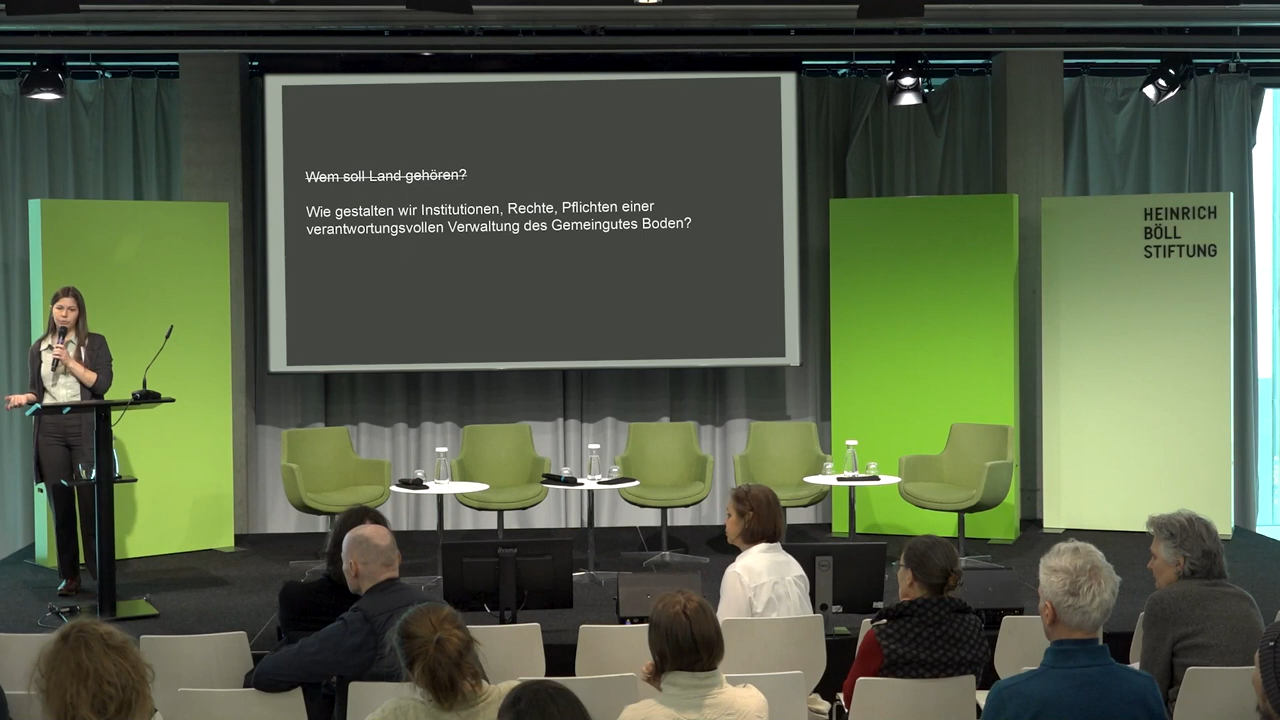 Wem soll Land gehören?
Wie gestalten wir Institutionen, Rechte, Pflichten einer
verantwortungsvollen Verwaltung des Gemeingutes Boden?
HEINRICH
BÖLL
STIFTUNG